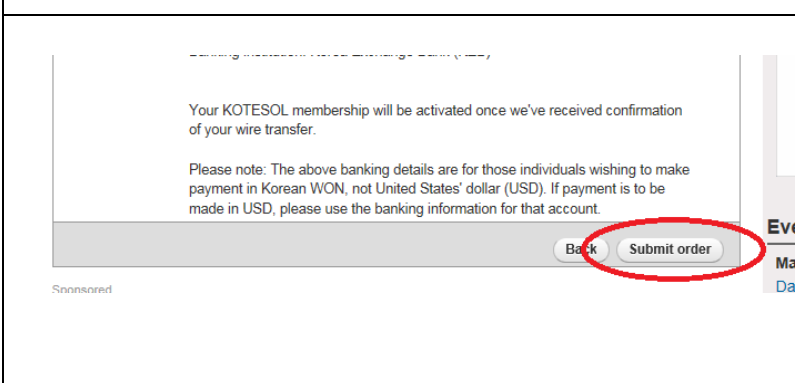 Your KOTESOL membership will be activated once we've received confirmation
of your wire transfer.
Please note: The above banking details are for those individuals wishing to make
payment in Korean WON, not United States' dollar (USD). If payment is to be
made in USD, please use the banking information for that account.
Back Submit order
Sponsored
Eve
Ma
Da